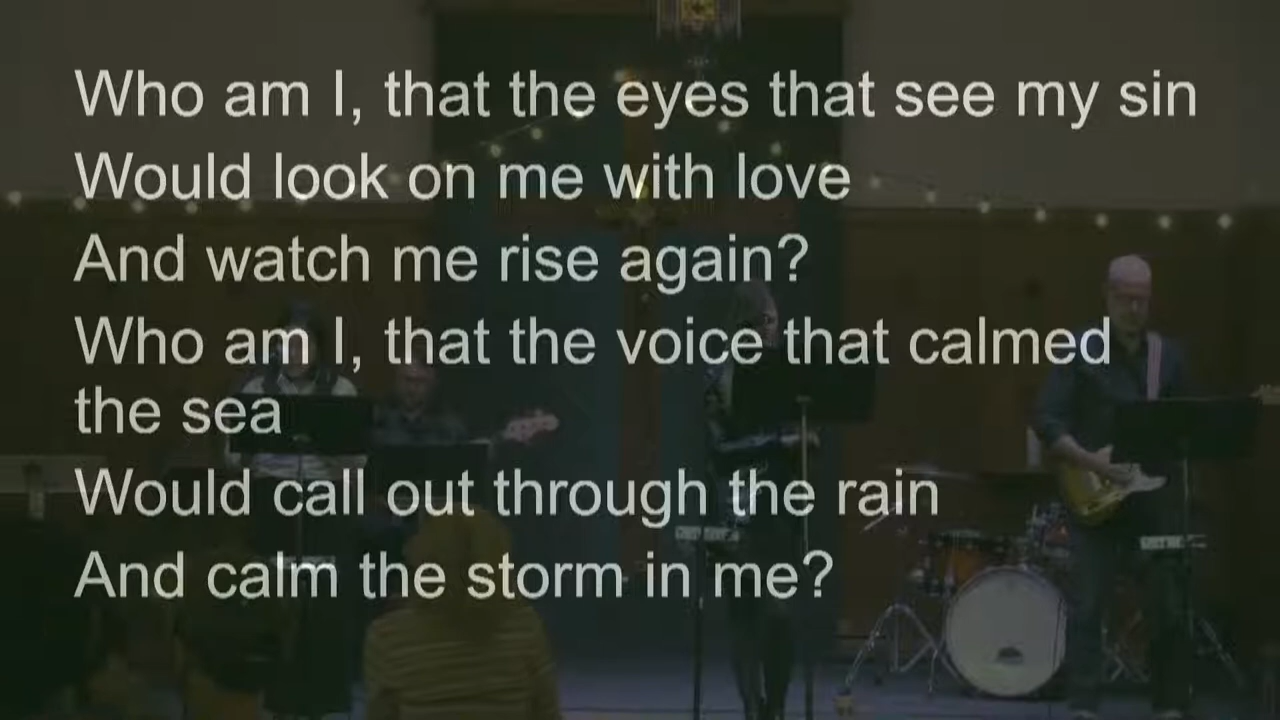 Who am I, that the eyes that see my sin
Would look on me with love
And watch me rise again?
Who am I, that the voice that calmed
the sea
Would call out through the rain
And calm the storm in me?